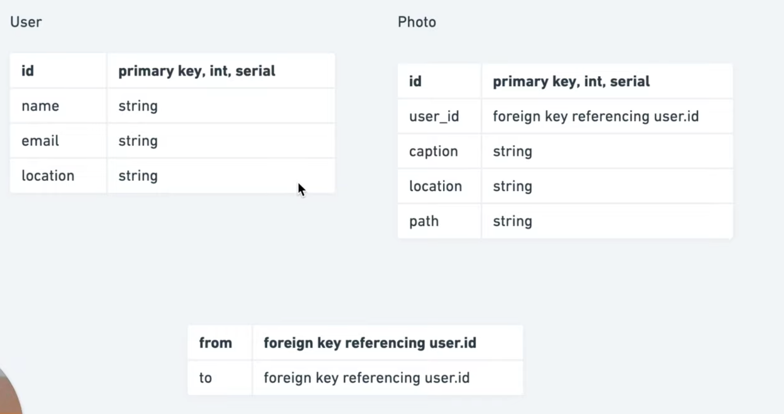 User
id primary key, int, serial
name string
email string
location string
Photo
id primary key, int, serial
user_id foreign key referencing user.id
caption string
location string
path string
from foreign key referencing user.id
to foreign key referencing user.id